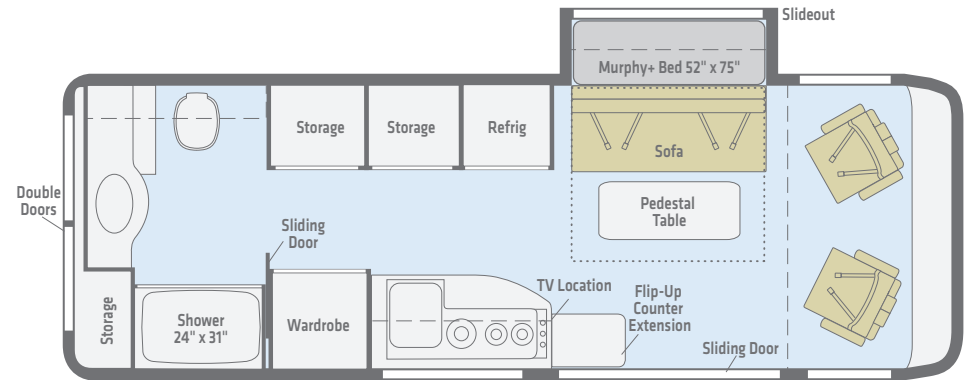 Slideout
Murphy+ Bed 52" x 75"
Storage
Storage
Refrig
Sofa
Pedestal
Table
Double
Doors
Sliding
Door
TV Location
Flip-Up
Counter
Extension
Storage
Shower
24" x 31"
Wardrobe
Sliding Door